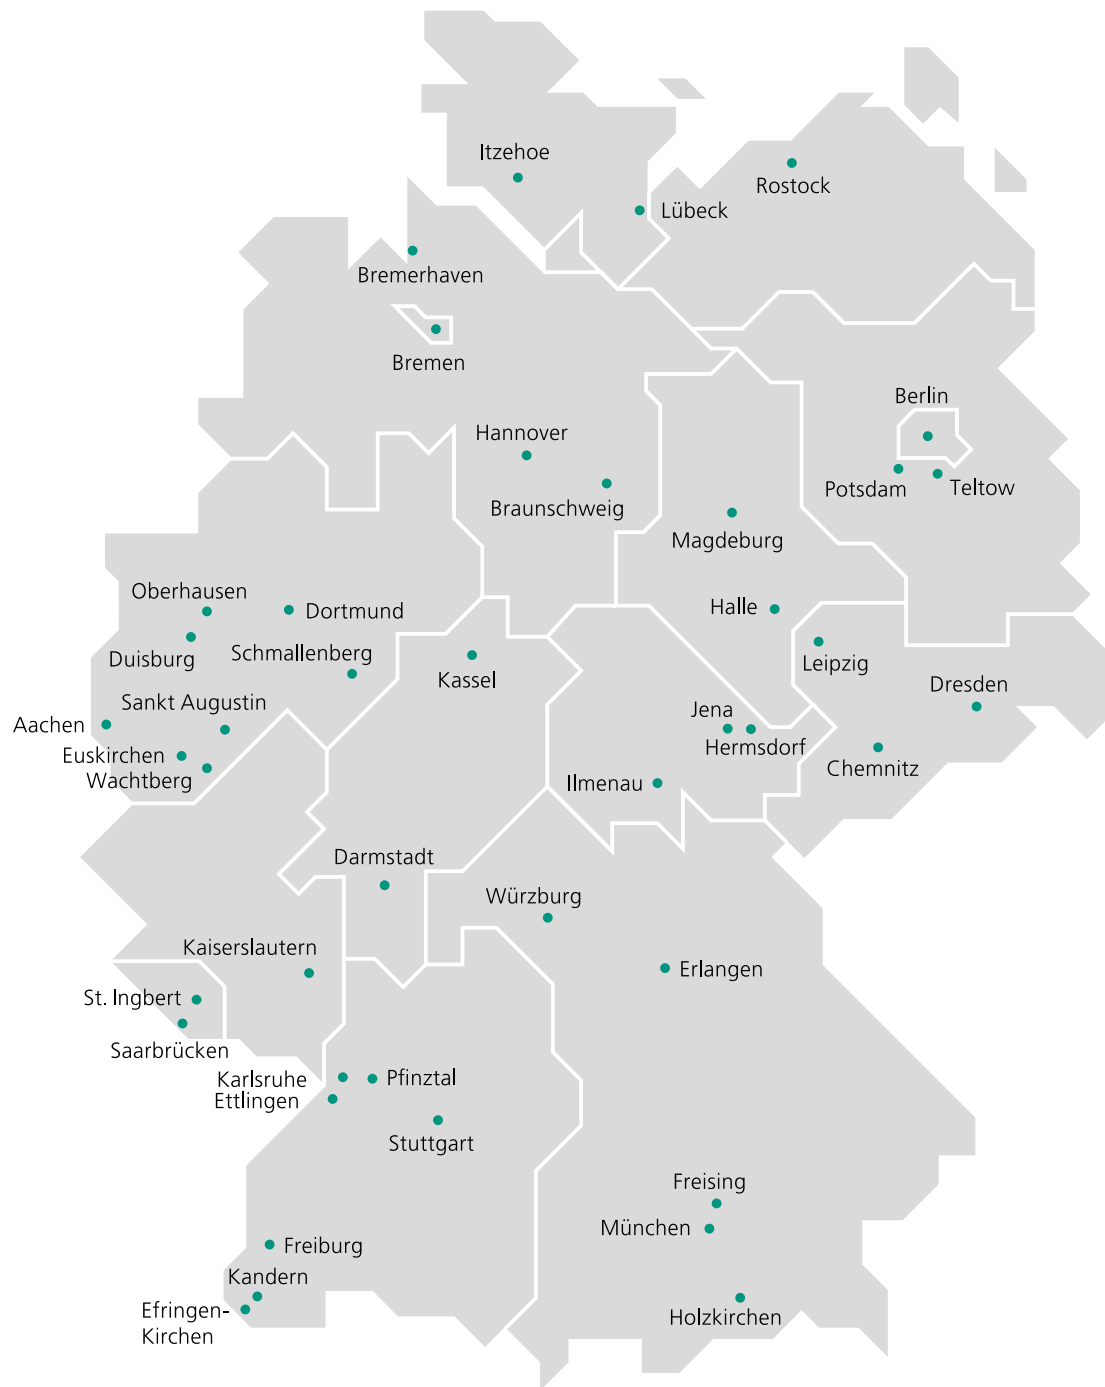 Itzehoe
Rostock
Lübeck
Bremerhaven
Bremen
Berlin
Hannover
Potsdam
Teltow
Braunschweig
Magdeburg
Oberhausen
Dortmund
Halle
Duisburg
Schmallenberg
Kassel
Leipzig
Dresden
Sankt Augustin
Aachen
Jena
Hermsdorf
Euskirchen
Wachtberg
Chemnitz
Ilmenau
Darmstadt
Würzburg
Kaiserslautern
Erlangen
St. Ingbert
Saarbrücken
Karlsruhe
Pfinztal
Ettlingen
Stuttgart
Freising
München
Freiburg
Kandern
Efringen-
Kirchen
Holzkirchen